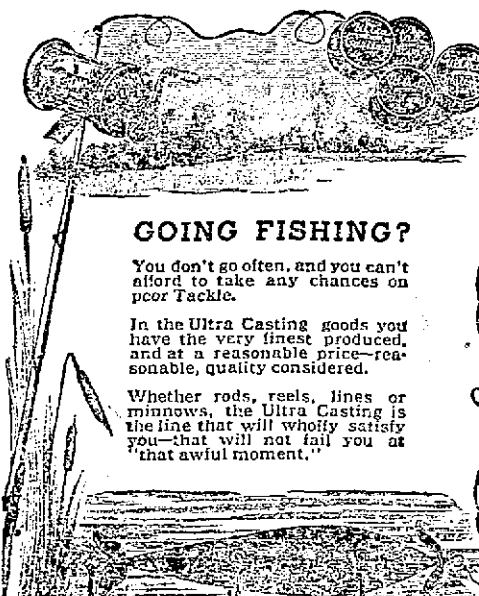 GOING FISHING?
You don't go often, and you can't
afford to take any chances on
poor Tackle.
In the Ultra Casting goods you
have the very finest produced,
and at a reasonable price—rea-
sonable, quality considered.
Whether rods, reels, lines or
minnows, the Ultra Casting is
the line that will wholly satisfy
you—that will not fail you at
"that awful moment."